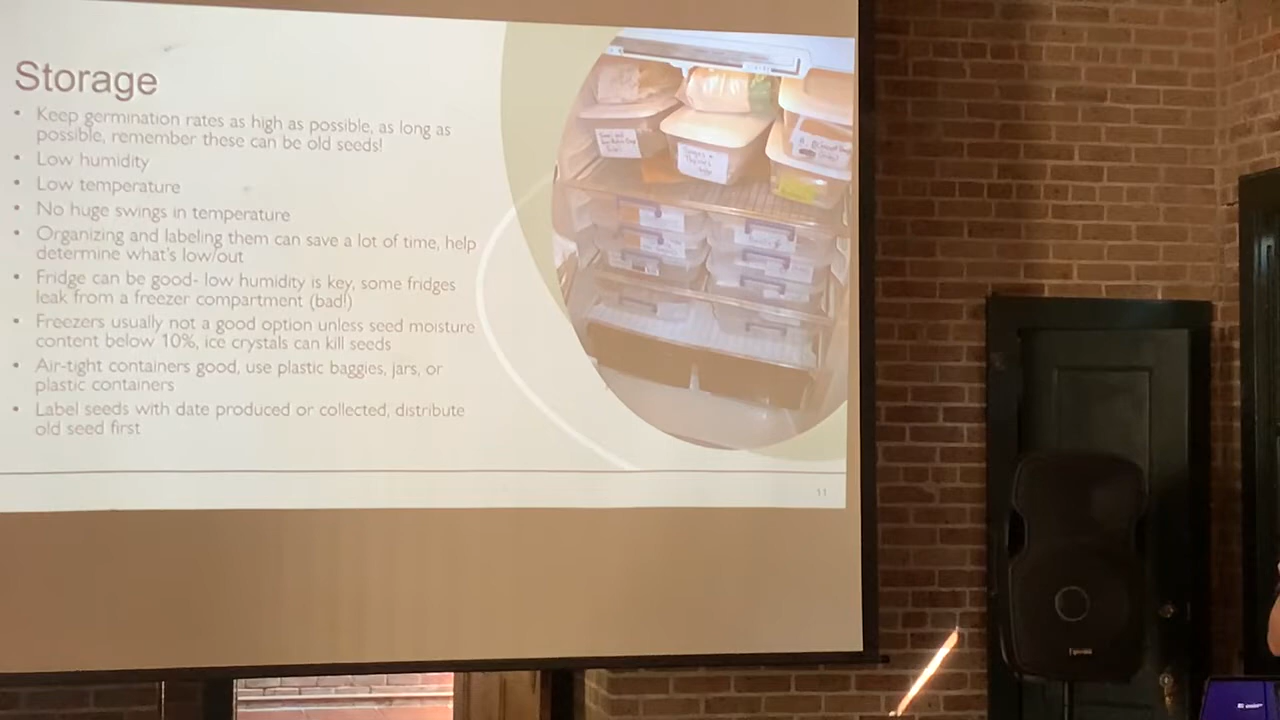 Storage
• Keep germination rates as high as possible, as long as
possible, remember these can be old seeds!
• Low humidity
• Low temperature
• No huge swings in temperature
• Organizing and labeling them can save a lot of time, help
determine what's low/out
• Fridge can be good- low humidity is key, some fridges
leak from a freezer compartment (bad!)
• Freezers usually not a good option unless seed moisture
content below 10%, ice crystals can kill seeds
• Air-tight containers good, use plastic baggies, jars, or
plastic containers
• Label seeds with date produced or collected, distribute
old seed first
11